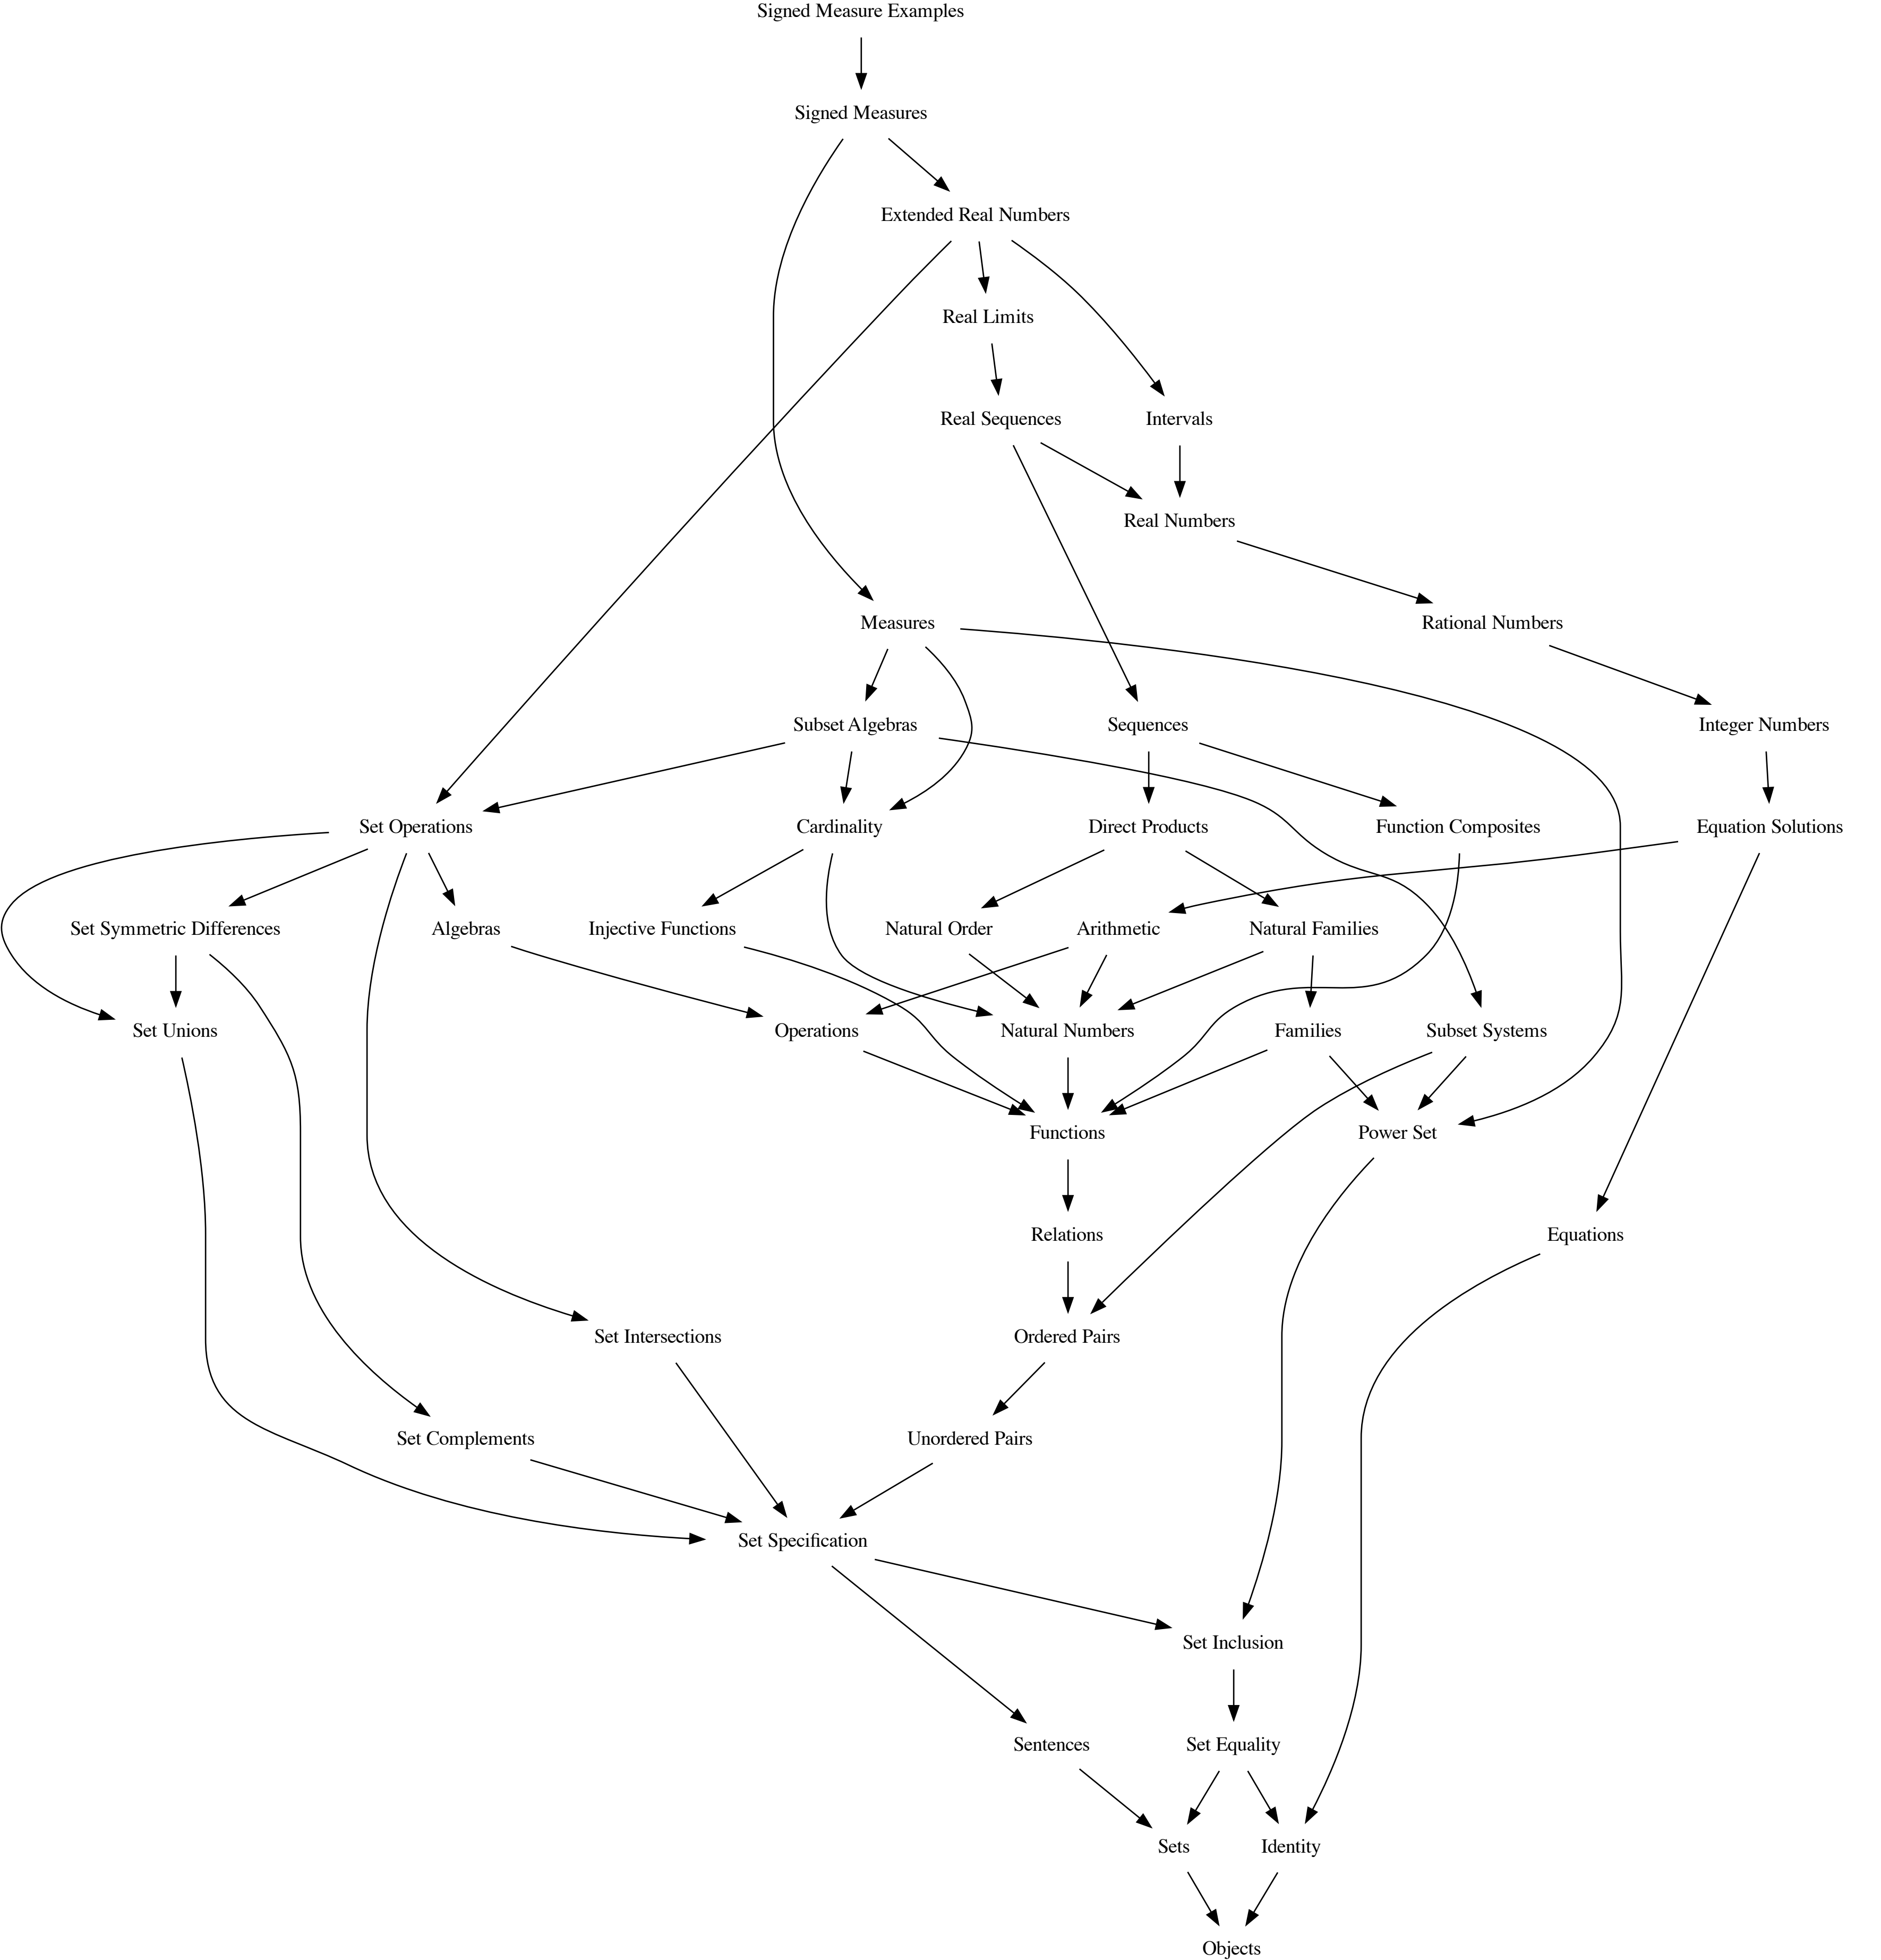 Signed Measure Examples
Signed Measures
Extended Real Numbers
Real Limits
Real Sequences
Intervals
Real Numbers
Measures
Rational Numbers
Subset Algebras
Sequences
Integer Numbers
Set Operations
Cardinality
Direct Products
Function Composites
Equation Solutions
Set Symmetric Differences
Algebras
Injective Functions
Natural Order
Arithmetic
Natural Families
Set Unions
Operations
Natural Numbers
Families
Subset Systems
Functions
Power Set
Relations
Equations
Set Intersections
Ordered Pairs
Set Complements
Unordered Pairs
Set Specification
Set Inclusion
Sentences
Set Equality
Sets
Identity
Objects